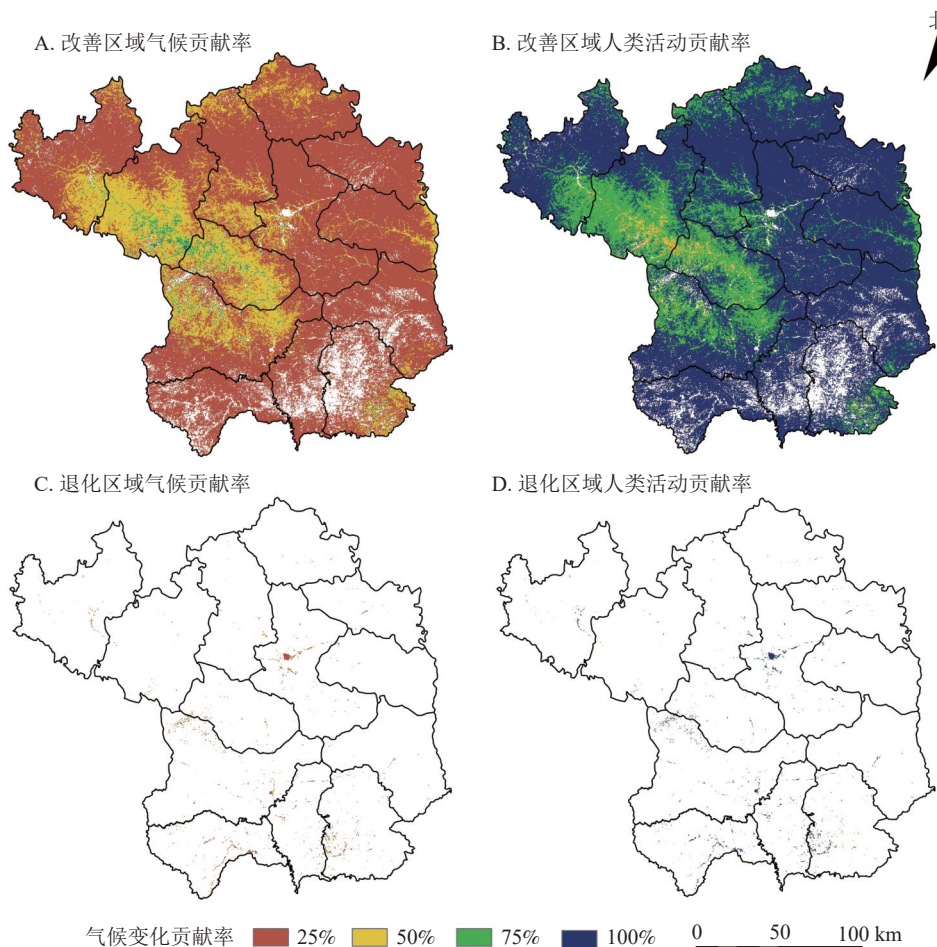 北
A. 改善区域气候贡献率
B. 改善区域人类活动贡献率
C. 退化区域气候贡献率
D. 退化区域人类活动贡献率
气候变化贡献率 25% 50% 75% 100% 0 50 100 km